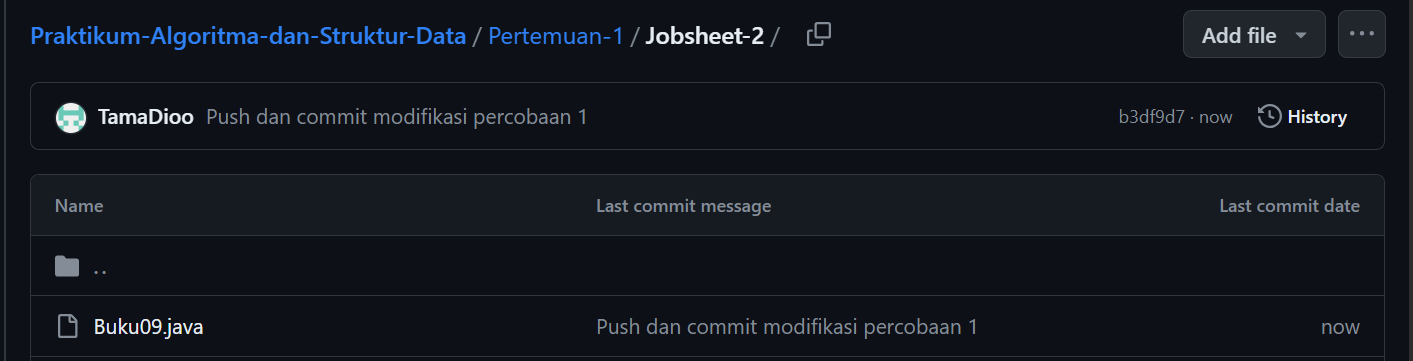 Praktikum-Algoritma-dan-Struktur-Data / Pertemuan-1 / Jobsheet-2 / Add file ...
TamaDioo Push dan commit modifikasi percobaan 1 b3df9d7 · now History
Name Last commit message Last commit date
..
Buku09.java Push dan commit modifikasi percobaan 1 now